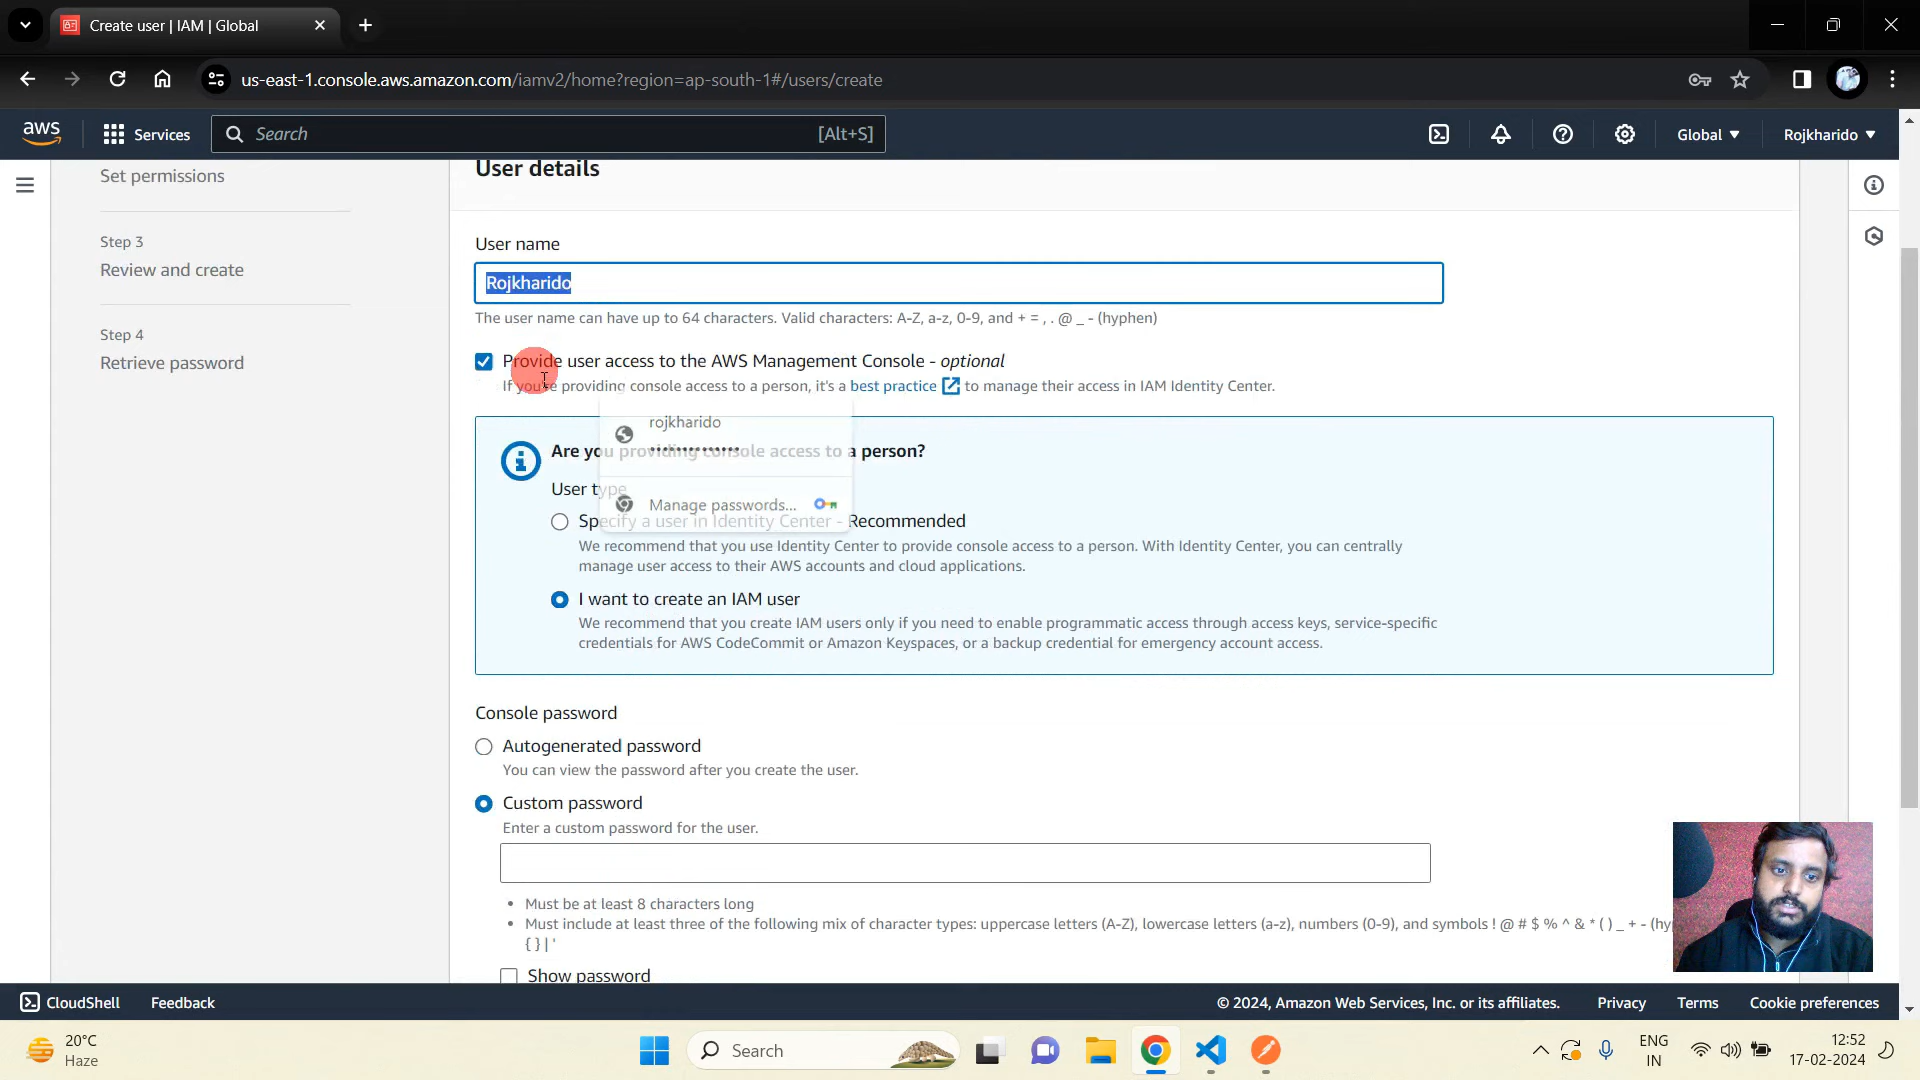 Create user | IAM | Global
us-east-1.console.aws.amazon.com/iamv2/home?region=ap-south-1#/users/create
aws
Services
Search
[Alt+S]
Global
Rojkharido
Set permissions
Step 3
Review and create
Step 4
Retrieve password
User details
User name
Rojkharido
The user name can have up to 64 characters. Valid characters: A-Z, a-z, 0-9, and + = , . @ _ - (hyphen)
Provide user access to the AWS Management Console - optional
If you're providing console access to a person, it's a best practice to manage their access in IAM Identity Center.
rojkharido
••••••••••••••
Manage passwords...
Are you providing console access to a person?
User type
Specify a user in Identity Center - Recommended
We recommend that you use Identity Center to provide console access to a person. With Identity Center, you can centrally
manage user access to their AWS accounts and cloud applications.
I want to create an IAM user
We recommend that you create IAM users only if you need to enable programmatic access through access keys, service-specific
credentials for AWS CodeCommit or Amazon Keyspaces, or a backup credential for emergency account access.
Console password
Autogenerated password
You can view the password after you create the user.
Custom password
Enter a custom password for the user.
• Must be at least 8 characters long
• Must include at least three of the following mix of character types: uppercase letters (A-Z), lowercase letters (a-z), numbers (0-9), and symbols ! @ # $ % ^ & * ( ) _ + - (hy
{ } | '
Show password
CloudShell
Feedback
© 2024, Amazon Web Services, Inc. or its affiliates.
Privacy
Terms
Cookie preferences
20°C
Haze
Search
ENG
IN
12:52
17-02-2024